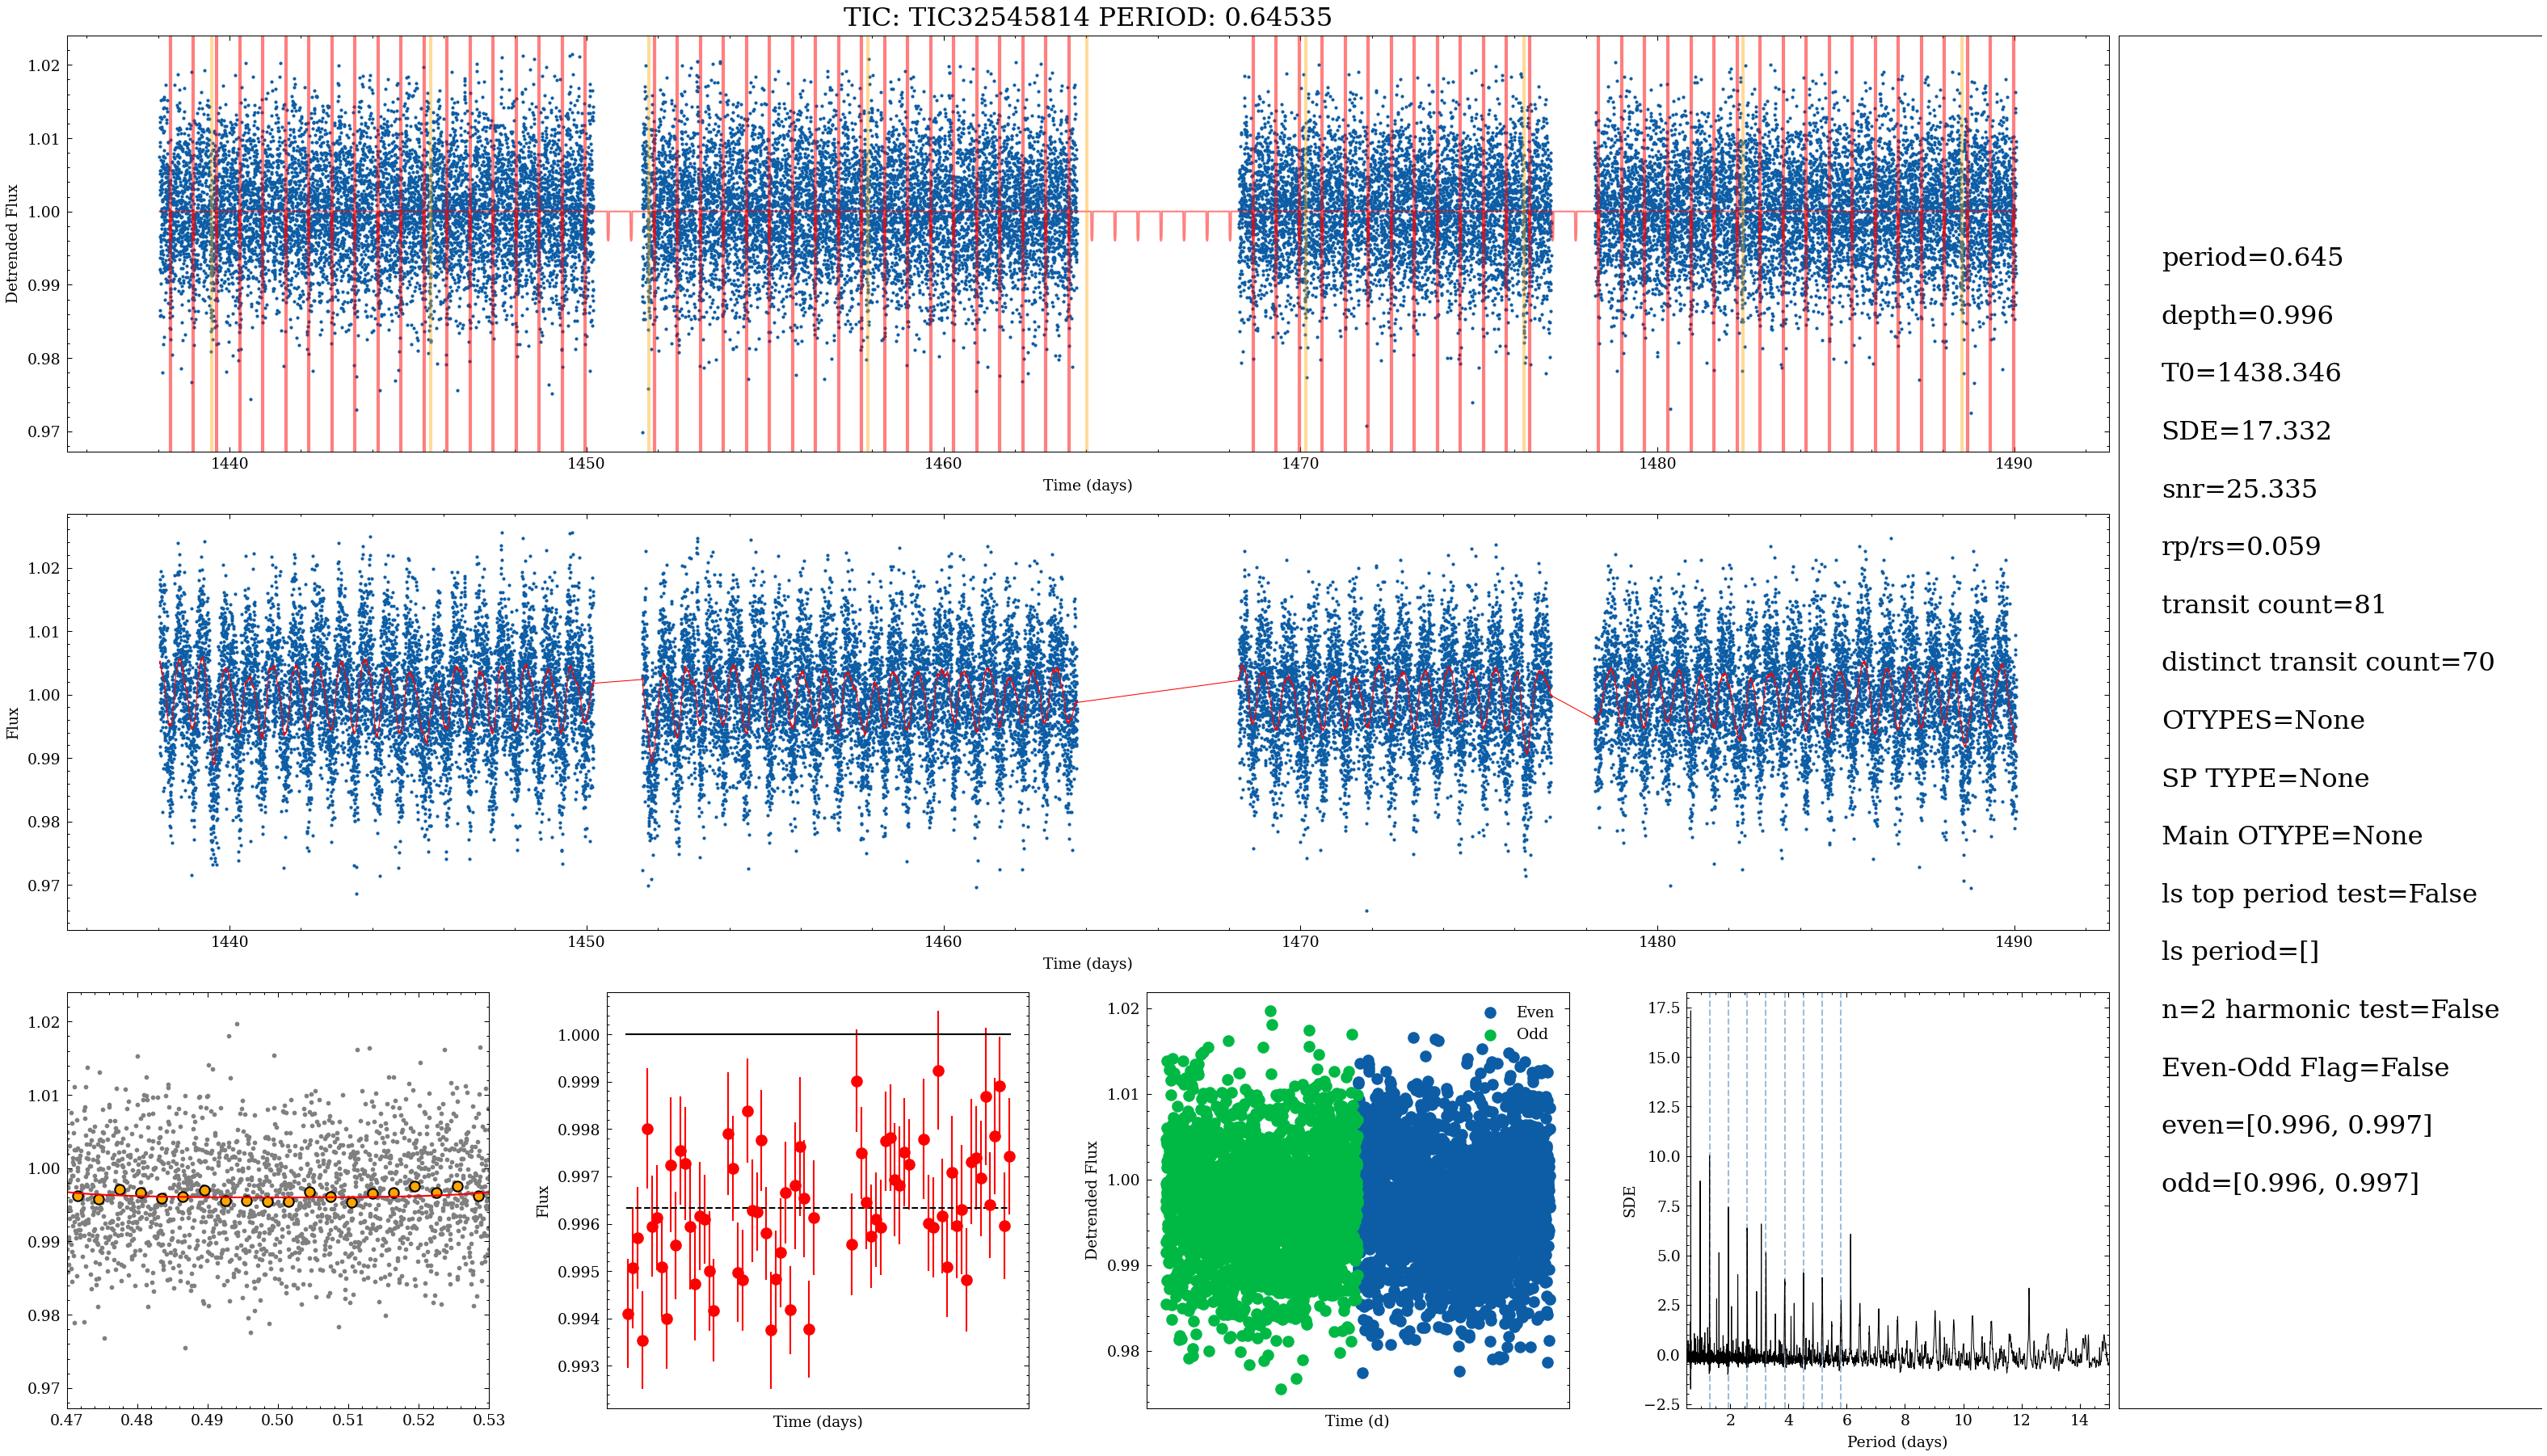 TIC: TIC32545814 PERIOD: 0.64535
1.02
1.01
1.00
0.99
0.98
0.97
Detrended Flux
1440 1450 1460 1470 1480 1490
Time (days)
1.02
1.01
1.00
0.99
0.98
0.97
Flux
1440 1450 1460 1470 1480 1490
Time (days)
1.02
1.01
1.00
0.99
0.98
0.97
0.47 0.48 0.49 0.50 0.51 0.52 0.53
1.000
0.999
0.998
0.997
0.996
0.995
0.994
0.993
Flux
Time (days)
1.02
1.01
1.00
0.99
0.98
Detrended Flux
Even
Odd
Time (d)
17.5
15.0
12.5
10.0
7.5
5.0
2.5
0.0
−2.5
SDE
2 4 6 8 10 12 14
Period (days)
period=0.645
depth=0.996
T0=1438.346
SDE=17.332
snr=25.335
rp/rs=0.059
transit count=81
distinct transit count=70
OTYPES=None
SP TYPE=None
Main OTYPE=None
ls top period test=False
ls period=[]
n=2 harmonic test=False
Even-Odd Flag=False
even=[0.996, 0.997]
odd=[0.996, 0.997]